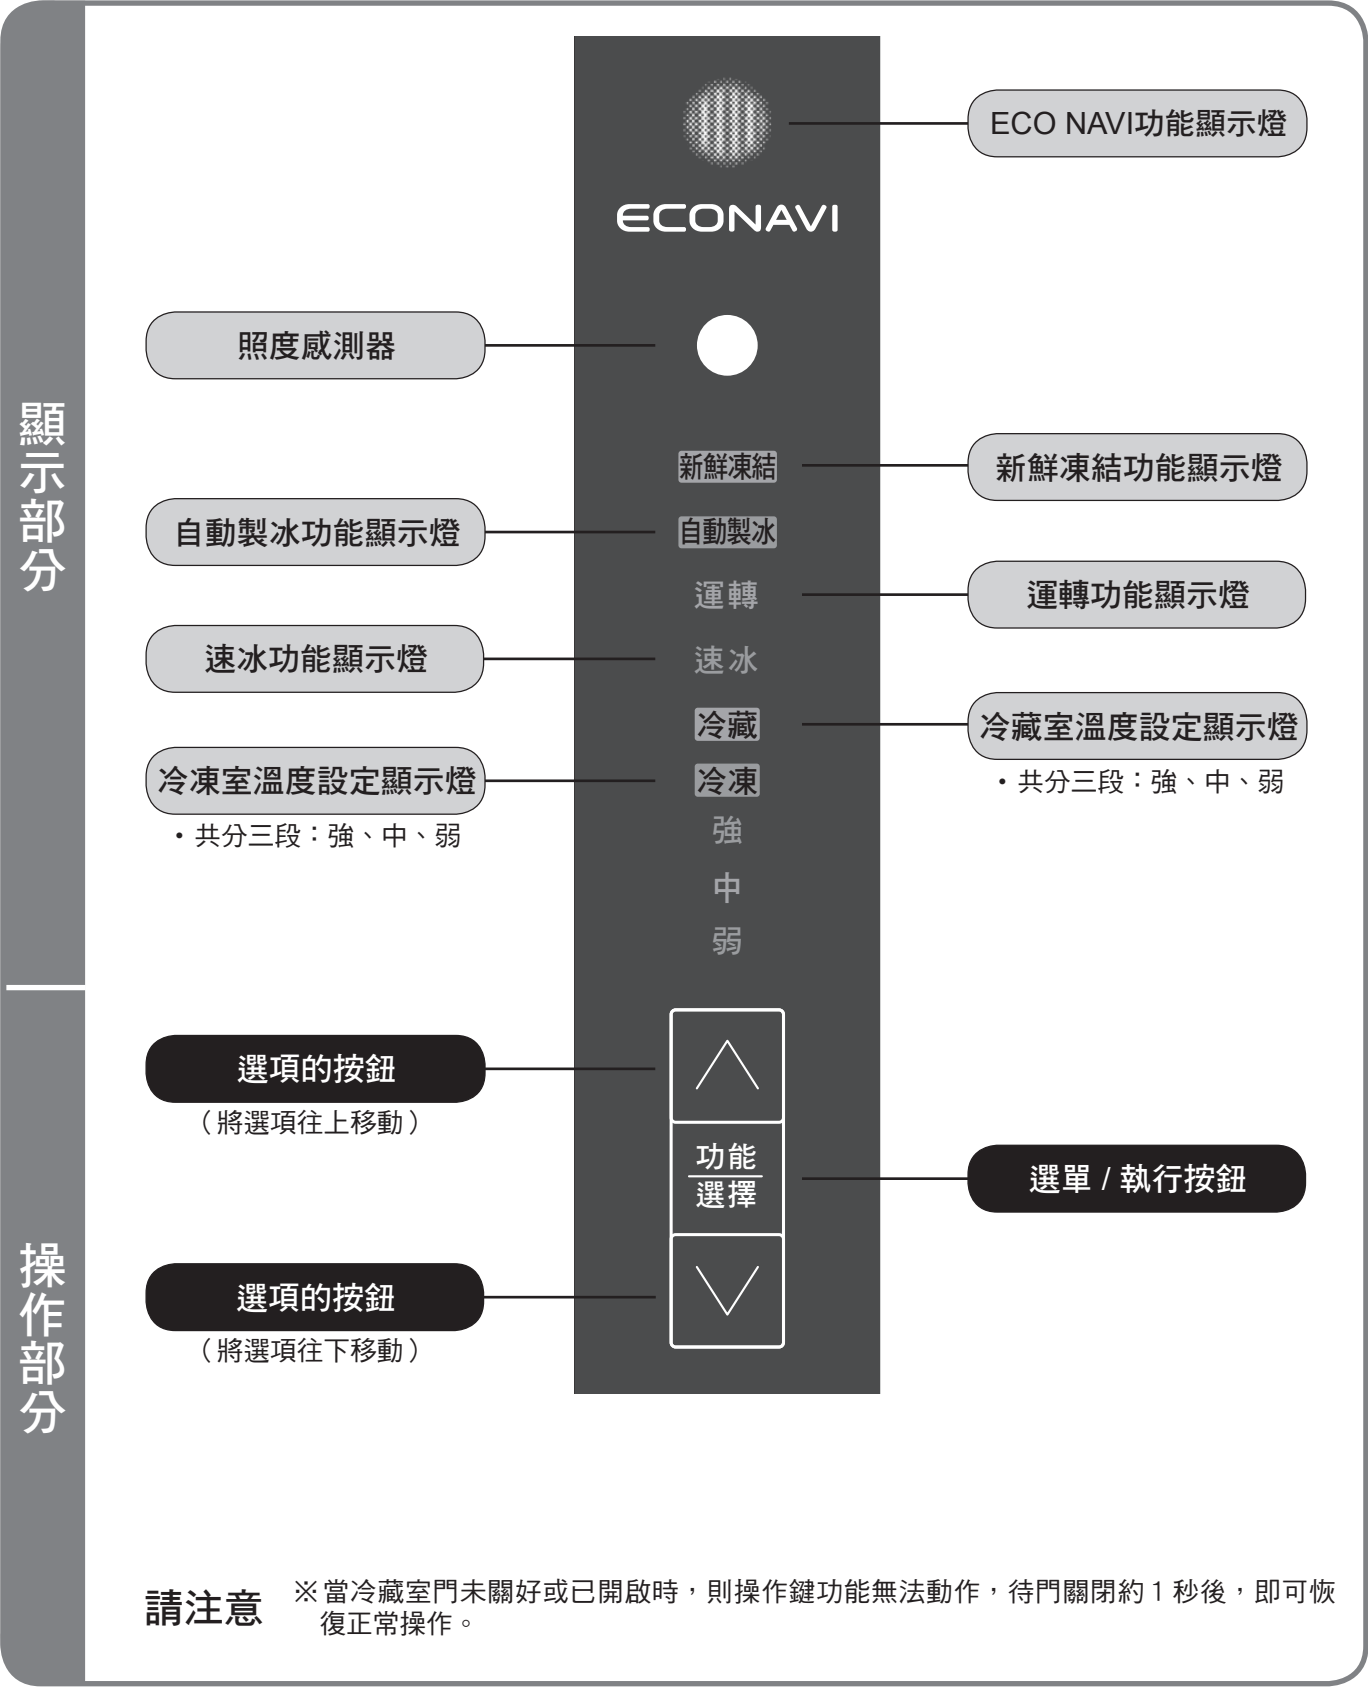 顯示部分
ECO NAVI功能顯示燈
ECONAVI
照度感測器
新鮮凍結
新鮮凍結功能顯示燈
自動製冰功能顯示燈
自動製冰
運轉
運轉功能顯示燈
速冰功能顯示燈
速冰
冷藏
冷藏室溫度設定顯示燈
・共分三段：強、中、弱
冷凍室溫度設定顯示燈
・共分三段：強、中、弱
冷凍
強
中
弱
操作部分
選項的按鈕
（將選項往上移動）
功能
選擇
選單 / 執行按鈕
選項的按鈕
（將選項往下移動）
請注意
※當冷藏室門未關好或已開啟時，則操作鍵功能無法動作，待門關閉約 1 秒後，即可恢
復正常操作。